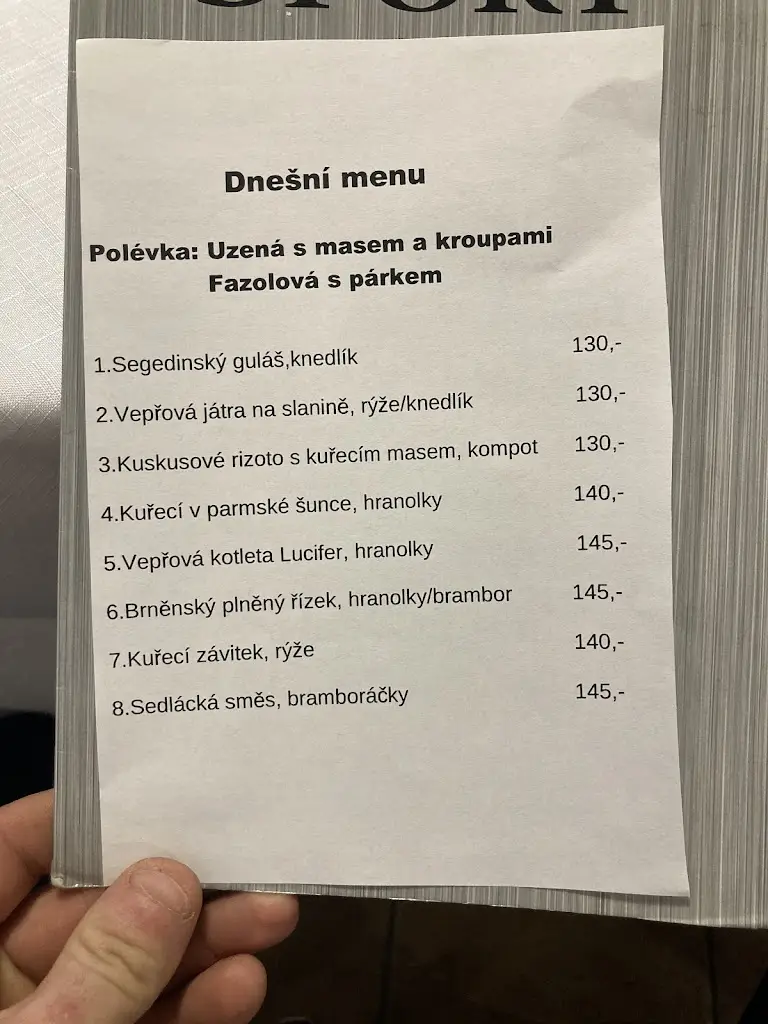 SPORT
Dnešní menu
Polévka: Uzená s masem a kroupami
Fazolová s párkem
1.Segedinský guláš,knedlík 130,-
2.Vepřová játra na slanině, rýže/knedlík 130,-
3.Kuskusové rizoto s kuřecím masem, kompot 130,-
4.Kuřecí v parmské šunce, hranolky 140,-
5.Vepřová kotleta Lucifer, hranolky 145,-
6.Brněnský plněný řízek, hranolky/brambor 145,-
7.Kuřecí závitek, rýže 140,-
8.Sedlácká směs, bramboráčky 145,-